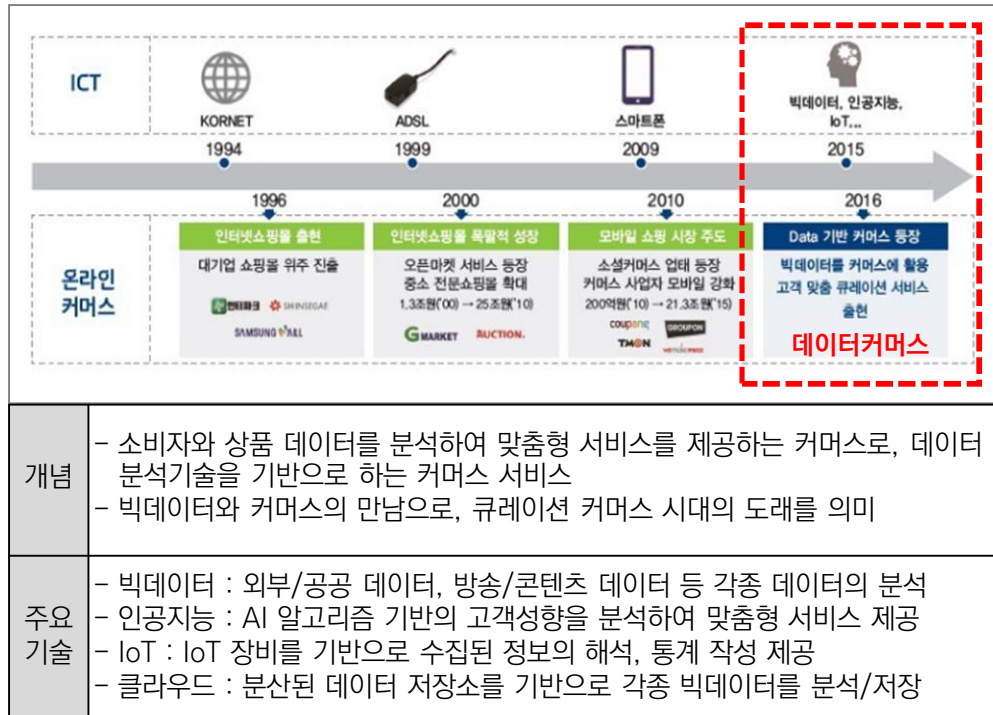 ICT
KORNET
ADSL
스마트폰
빅데이터, 인공지능,
IoT...
1994
1999
2009
2015
1996
2000
2010
2016
온라인
커머스
인터넷쇼핑몰 출현
대기업 쇼핑몰 위주 진출
인터파크 SHINSEGAE
SAMSUNG MALL
인터넷쇼핑몰 폭발적 성장
오픈마켓 서비스 등장
중소 전문쇼핑몰 확대
1.3조원('00) → 25조원('10)
GMARKET AUCTION.
모바일 쇼핑 시장 주도
소셜커머스 업태 등장
커머스 사업자 모바일 강화
200억원('10) → 21.3조원('15)
coupang GROUPON
TMON WEMAKEPRICE
Data 기반 커머스 등장
빅데이터를 커머스에 활용
고객 맞춤 큐레이션 서비스
출현
데이터커머스
개념
- 소비자와 상품 데이터를 분석하여 맞춤형 서비스를 제공하는 커머스로, 데이터
분석기술을 기반으로 하는 커머스 서비스
- 빅데이터와 커머스의 만남으로, 큐레이션 커머스 시대의 도래를 의미
주요
기술
- 빅데이터 : 외부/공공 데이터, 방송/콘텐츠 데이터 등 각종 데이터의 분석
- 인공지능 : AI 알고리즘 기반의 고객성향을 분석하여 맞춤형 서비스 제공
- IoT : IoT 장비를 기반으로 수집된 정보의 해석, 통계 작성 제공
- 클라우드 : 분산된 데이터 저장소를 기반으로 각종 빅데이터를 분석/저장